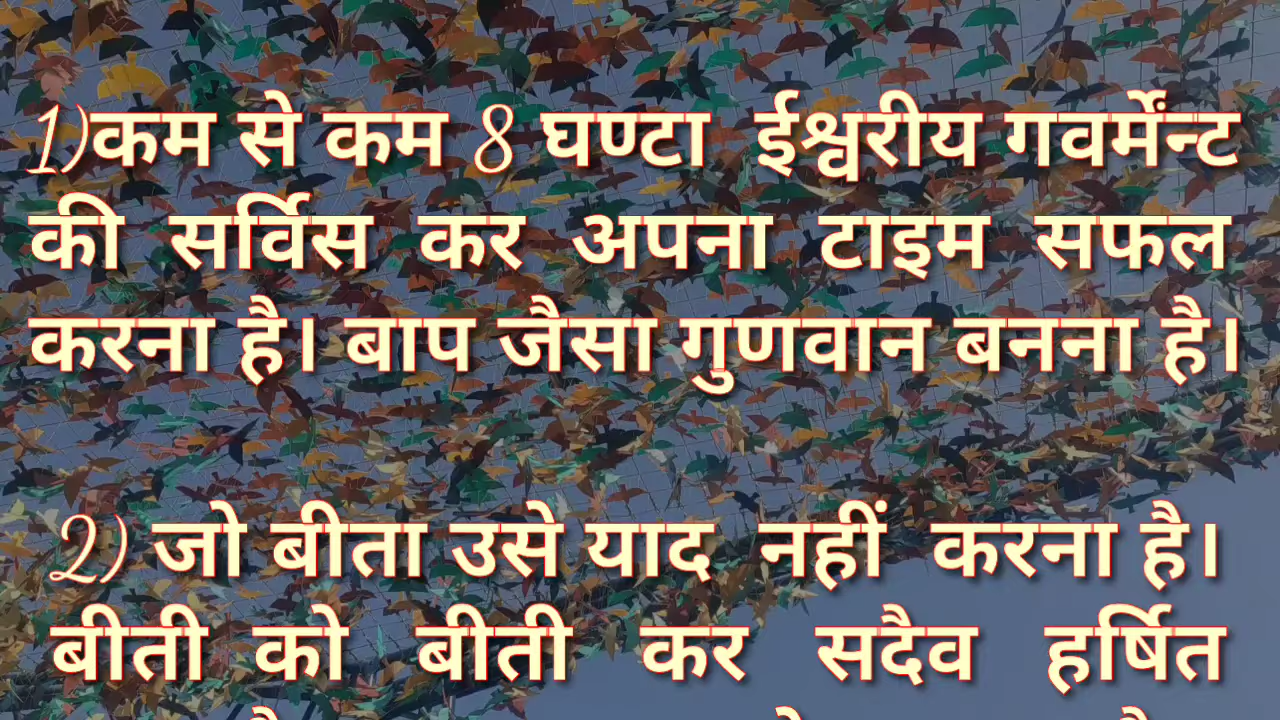 1)कम से कम 8 घण्टा ईश्वरीय गवर्मेंन्ट
की सर्विस कर अपना टाइम सफल
करना है। बाप जैसा गुणवान बनना है।
2) जो बीता उसे याद नहीं करना है।
बीती को बीती कर सदैव हर्षित